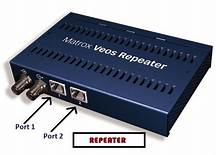 Matrox Veos Repeater
Port 1
Port 2
REPEATER